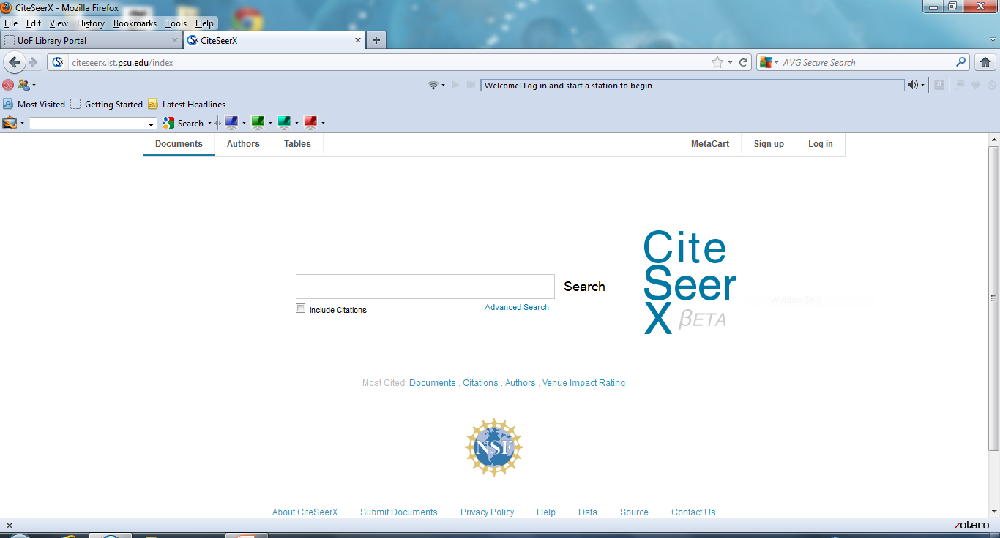 CiteSeerX - Mozilla Firefox
File Edit View History Bookmarks Tools Help
UoF Library Portal CiteSeerX
citeseerx.ist.psu.edu/index AVG Secure Search
Welcome! Log in and start a station to begin
Most Visited Getting Started Latest Headlines
Search
Documents Authors Tables MetaCart Sign up Log in
Cite
Seer
X βETA
Search
Include Citations Advanced Search
Window Snip
Most Cited: Documents , Citations , Authors , Venue Impact Rating
NSF
About CiteSeerX Submit Documents Privacy Policy Help Data Source Contact Us
zotero